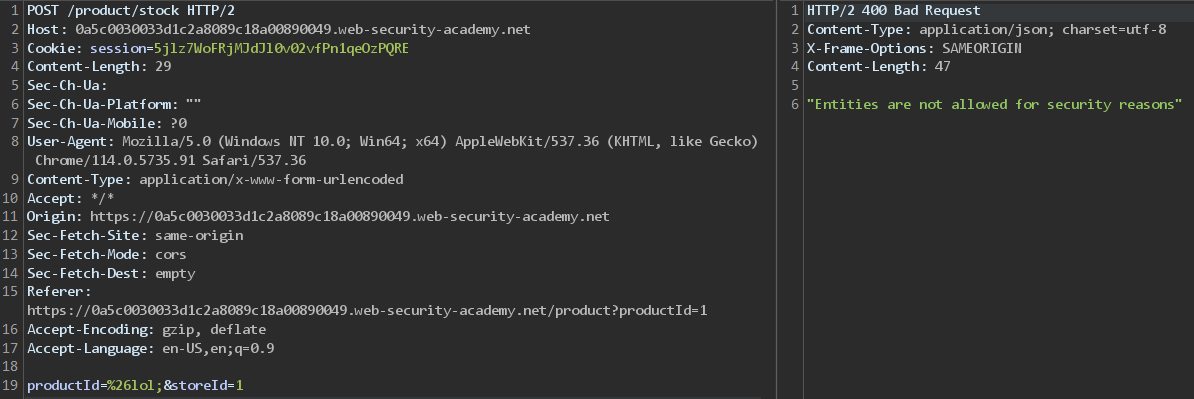 1 POST /product/stock HTTP/2
2 Host: 0a5c0030033d1c2a8089c18a00890049.web-security-academy.net
3 Cookie: session=5jlz7WoFRjMJdJl0v02vfPn1qeOzPQRE
4 Content-Length: 29
5 Sec-Ch-Ua:
6 Sec-Ch-Ua-Platform: ""
7 Sec-Ch-Ua-Mobile: ?0
8 User-Agent: Mozilla/5.0 (Windows NT 10.0; Win64; x64) AppleWebKit/537.36 (KHTML, like Gecko)
Chrome/114.0.5735.91 Safari/537.36
9 Content-Type: application/x-www-form-urlencoded
10 Accept: */*
11 Origin: https://0a5c0030033d1c2a8089c18a00890049.web-security-academy.net
12 Sec-Fetch-Site: same-origin
13 Sec-Fetch-Mode: cors
14 Sec-Fetch-Dest: empty
15 Referer:
https://0a5c0030033d1c2a8089c18a00890049.web-security-academy.net/product?productId=1
16 Accept-Encoding: gzip, deflate
17 Accept-Language: en-US,en;q=0.9
18
19 productId=%26lol;&storeId=1
1 HTTP/2 400 Bad Request
2 Content-Type: application/json; charset=utf-8
3 X-Frame-Options: SAMEORIGIN
4 Content-Length: 47
5
6 "Entities are not allowed for security reasons"